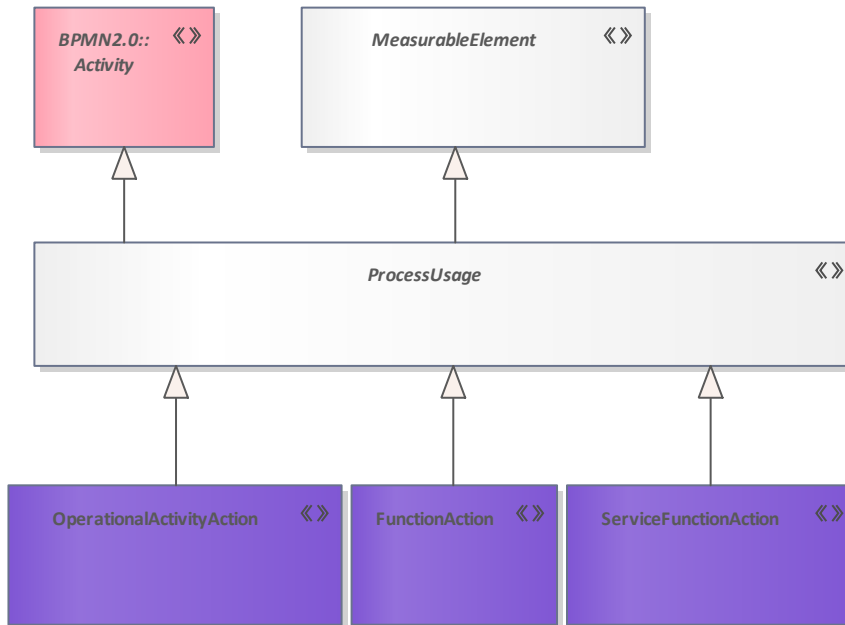 BPMN2.0:: «»
Activity
MeasurableElement «»
ProcessUsage «»
OperationalActivityAction «»
FunctionAction «»
ServiceFunctionAction «»